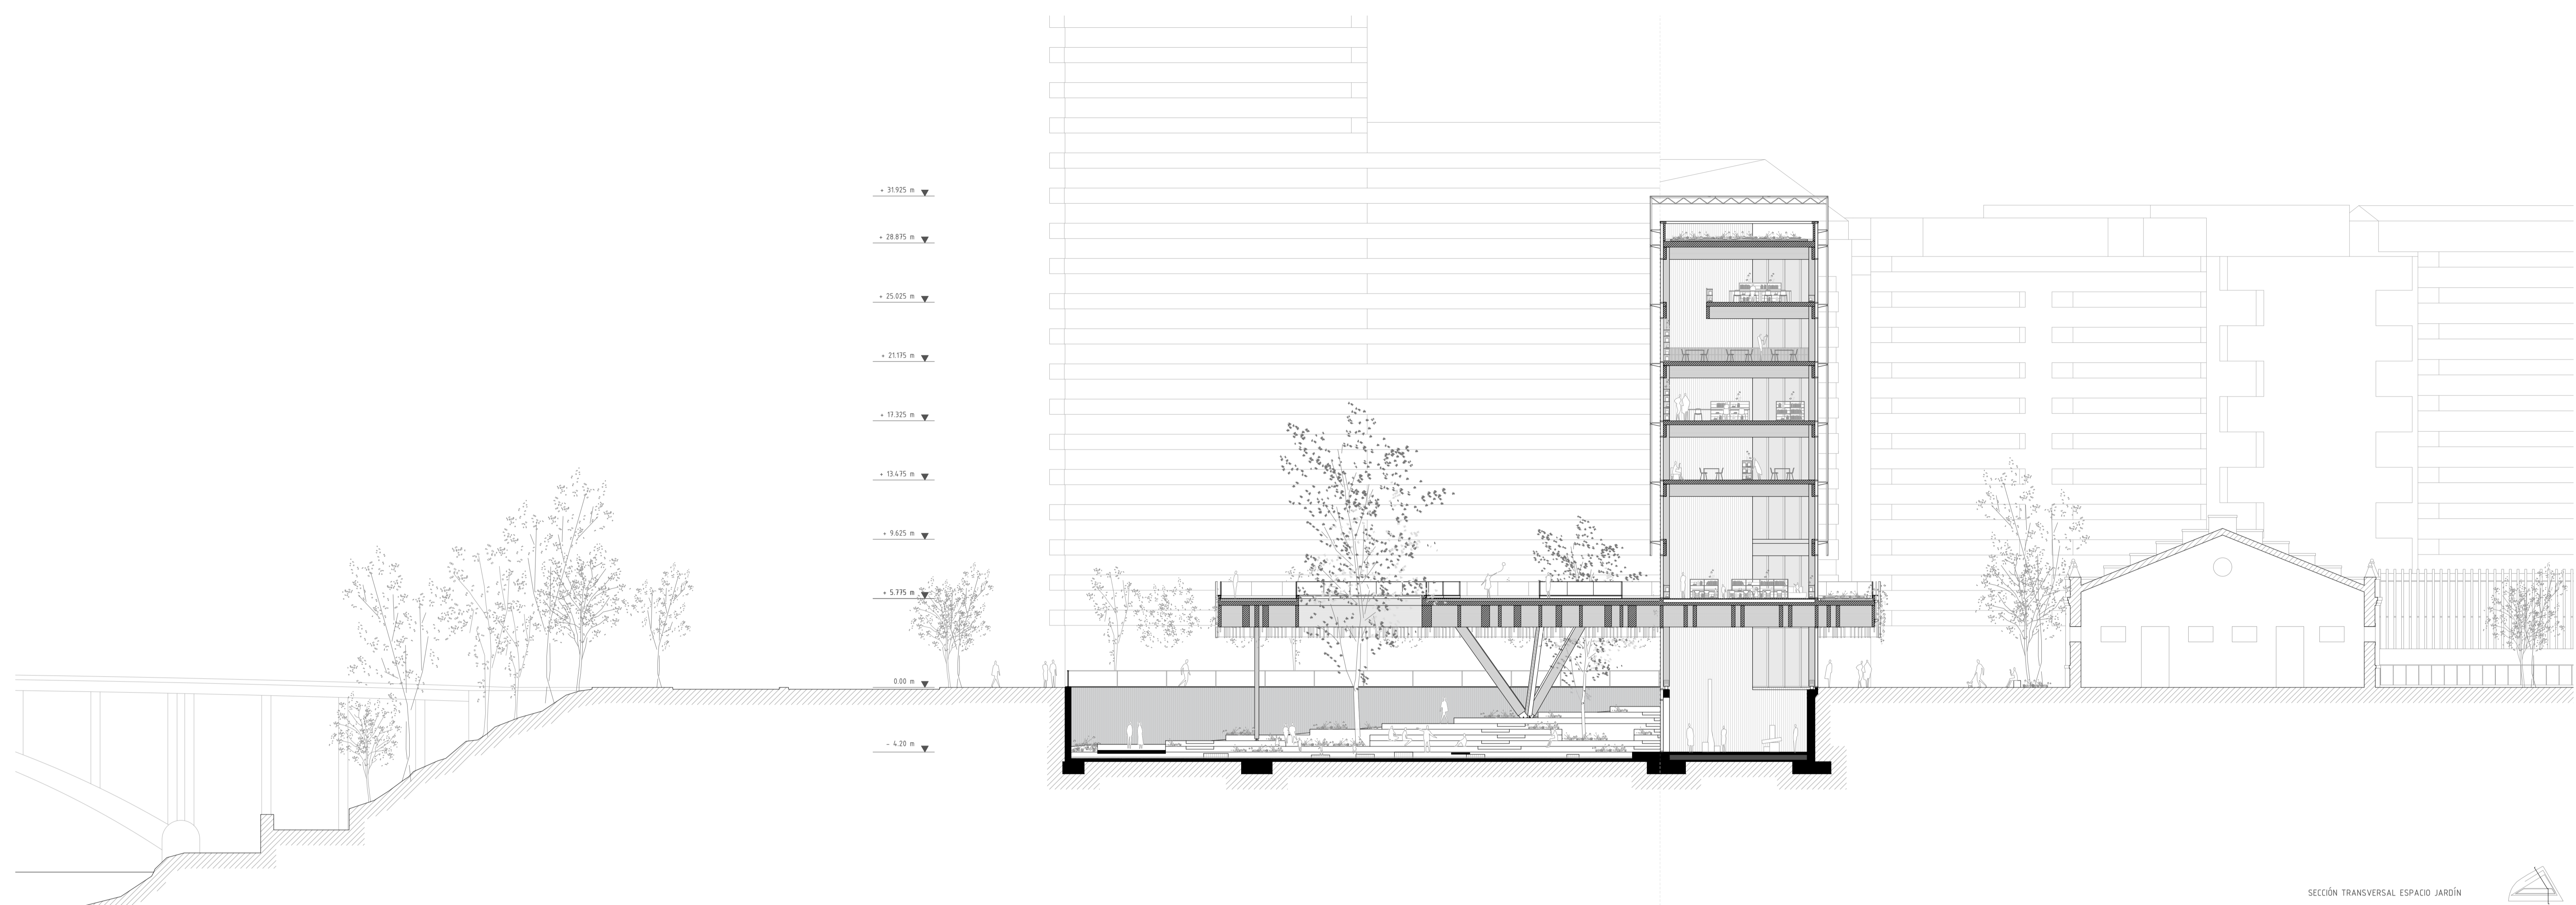 + 31.925 m
+ 28.875 m
+ 25.025 m
+ 21.175 m
+ 17.325 m
+ 13.475 m
+ 9.625 m
+ 5.775 m
0.00 m
- 4.20 m
SECCIÓN TRANSVERSAL ESPACIO JARDÍN